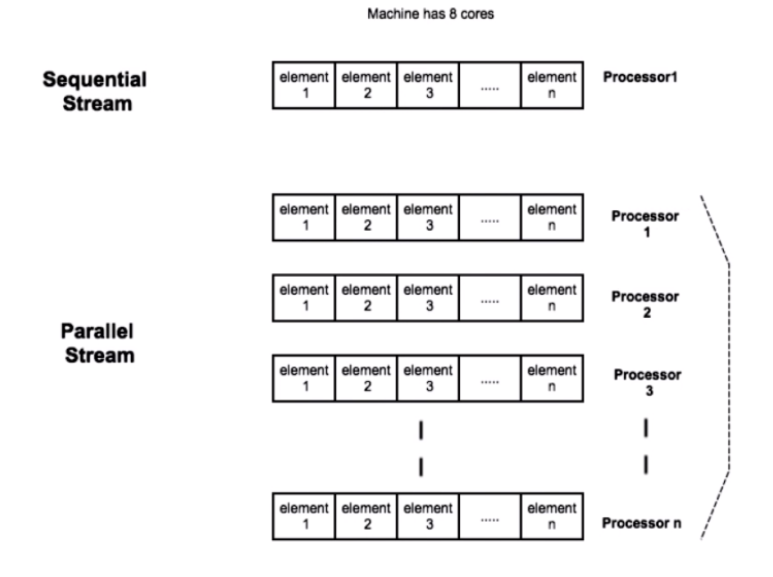 Machine has 8 cores
Sequential
Stream
element element element ..... element
1 2 3 n
Processor1
Parallel
Stream
element element element ..... element
1 2 3 n
Processor
1
element element element ..... element
1 2 3 n
Processor
2
element element element ..... element
1 2 3 n
Processor
3
element element element ..... element
1 2 3 n
Processor n